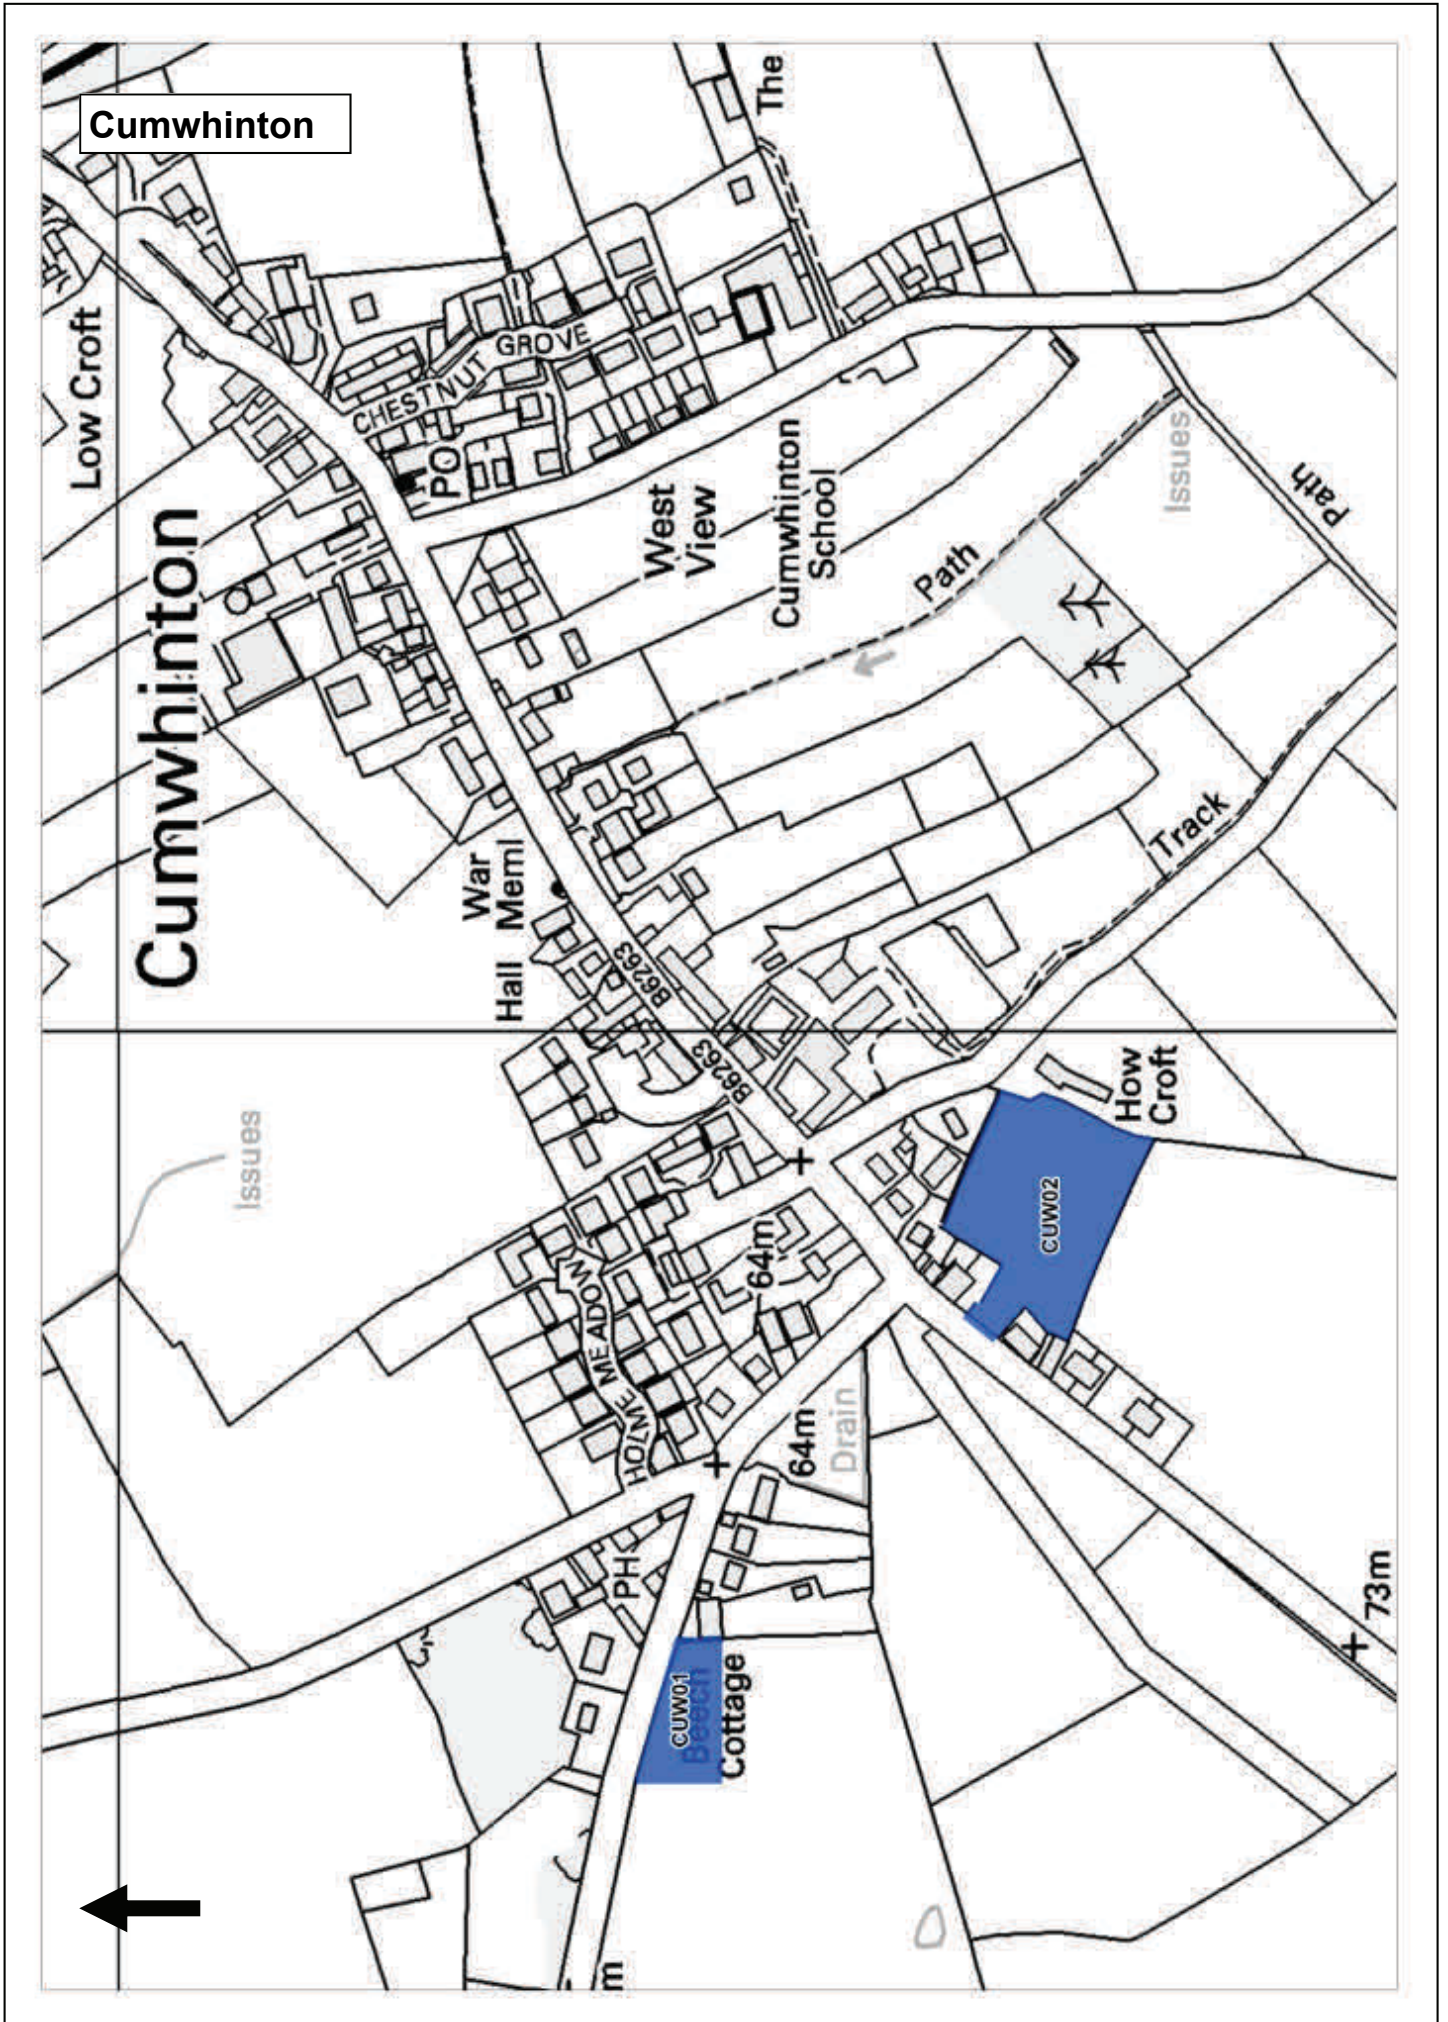 Cumwhinton
The
Low Croft
CHESTNUT GROVE
PO
Cumwhinton
West
View
Cumwhinton
School
Issues
Path
Path
Track
War
Meml
Hall
B6263
B6263
How
Croft
Issues
CUW02
64m
HOLME MEADOW
64m
Drain
PH
73m
CUW01
Beech
Cottage
m